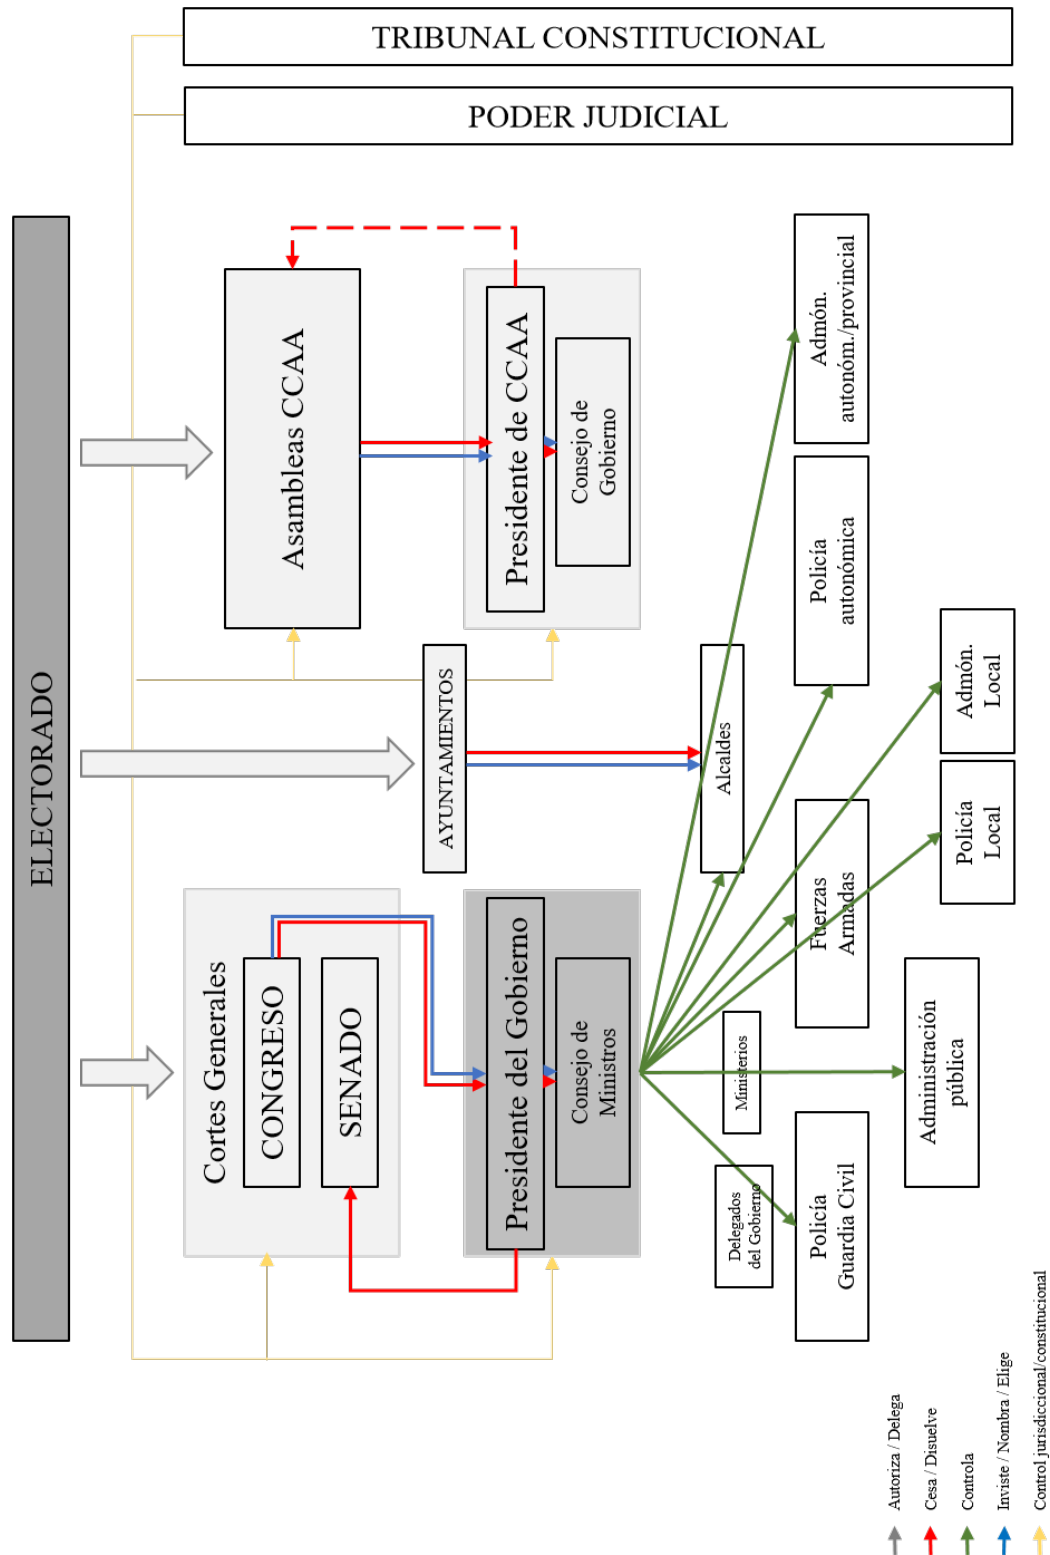 TRIBUNAL CONSTITUCIONAL
PODER JUDICIAL
ELECTORADO
Cortes Generales
CONGRESO
SENADO
AYUNTAMIENTOS
Asambleas CCAA
Presidente del Gobierno
Consejo de
Ministros
Presidente de CCAA
Consejo de
Gobierno
Delegados
del Gobierno
Ministerios
Alcaldes
Policía
Guardia Civil
Fuerzas
Armadas
Policía
autonómica
Admón.
autonóm./provincial
Administración
pública
Policía
Local
Admón.
Local
Autoriza / Delega
Cesa / Disuelve
Controla
Inviste / Nombra / Elige
Control jurisdiccional/constitucional